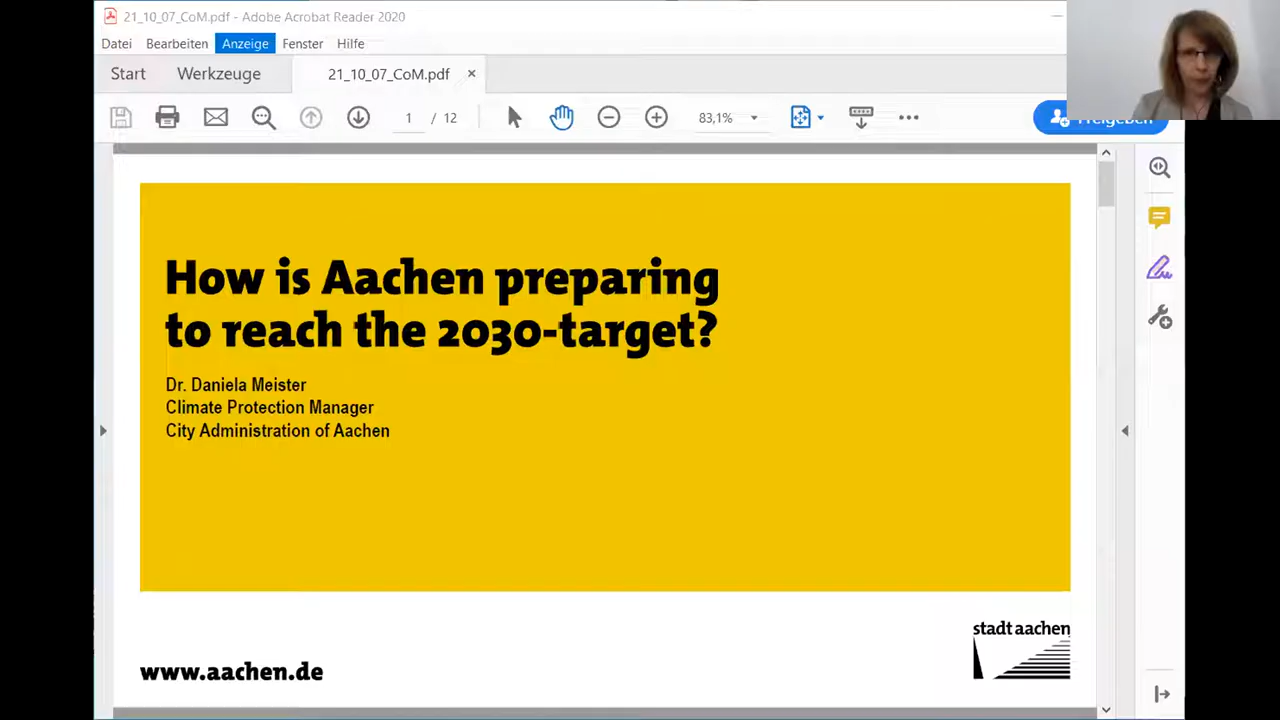 21_10_07_CoM.pdf - Adobe Acrobat Reader 2020
Datei Bearbeiten Anzeige Fenster Hilfe
Start Werkzeuge 21_10_07_CoM.pdf ×
1 / 12 83,1% Freigeben
How is Aachen preparing
to reach the 2030-target?
Dr. Daniela Meister
Climate Protection Manager
City Administration of Aachen
stadt aachen
www.aachen.de